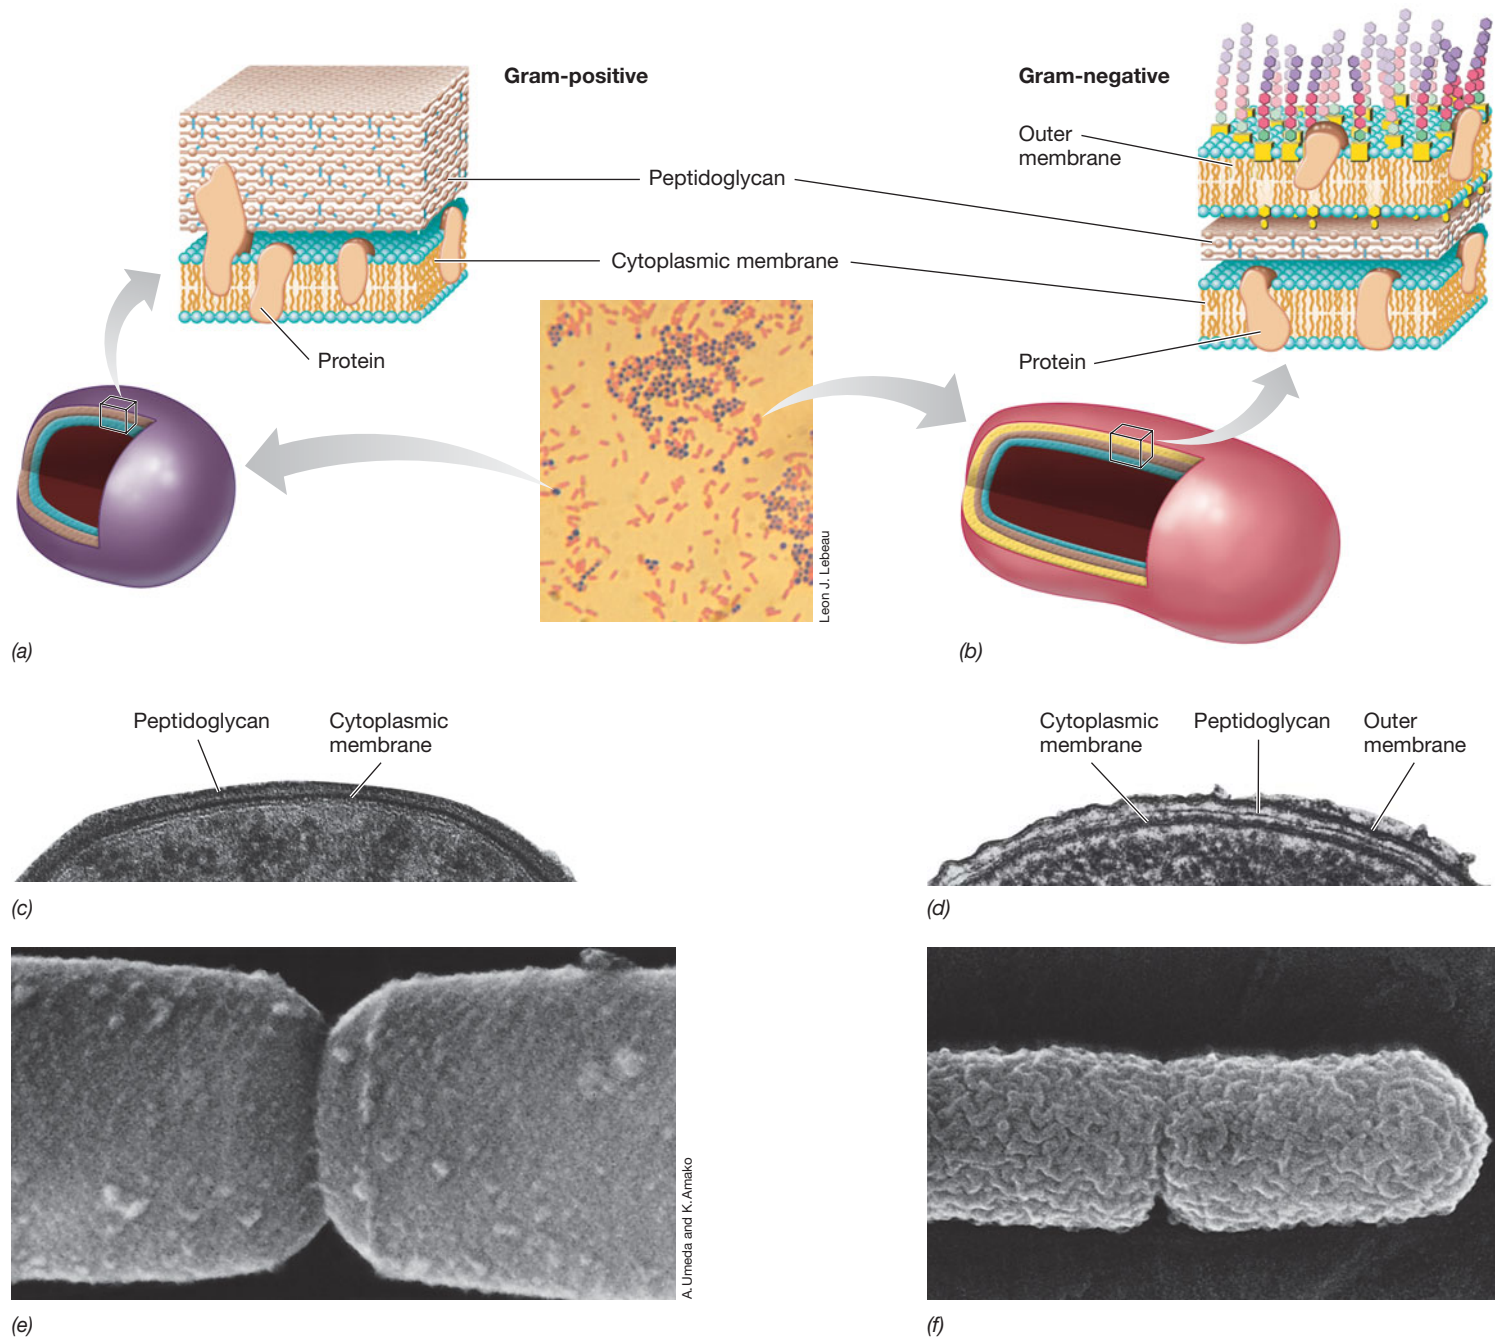 Gram-positive
Gram-negative
Outer
membrane
Peptidoglycan
Cytoplasmic membrane
Protein
Protein
Leon J. Lebeau
(a)
(b)
Peptidoglycan
Cytoplasmic
membrane
Cytoplasmic
membrane
Peptidoglycan
Outer
membrane
(c)
(d)
A. Umeda and K. Amako
(e)
(f)